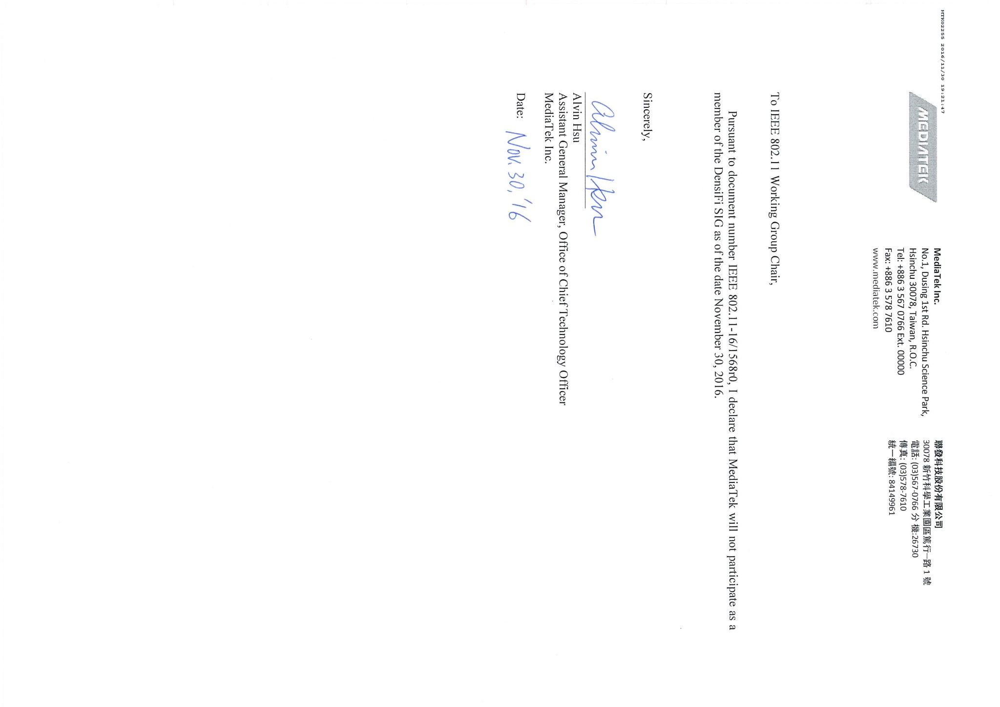 MTK02255 2016/11/30 19:21:47
MEDIATEK
MediaTek Inc.
No.1, Dusing 1st Rd. Hsinchu Science Park,
Hsinchu 30078, Taiwan, R.O.C.
Tel: +886 3 567 0766 Ext. 00000
Fax: +886 3 578 7610
www.mediatek.com
聯發科技股份有限公司
30078 新竹科學工業園區篤行一路 1 號
電話: (03)567-0766 分 機:26730
傳真: (03)578-7610
統一編號: 84149961
To IEEE 802.11 Working Group Chair,
Pursuant to document number IEEE 802.11-16/1568r0, I declare that MediaTek will not participate as a
member of the DensiFi SIG as of the date November 30, 2016.
Sincerely,
Alvin Hsu
Alvin Hsu
Assistant General Manager, Office of Chief Technology Officer
MediaTek Inc.
Date: Nov. 30, '16